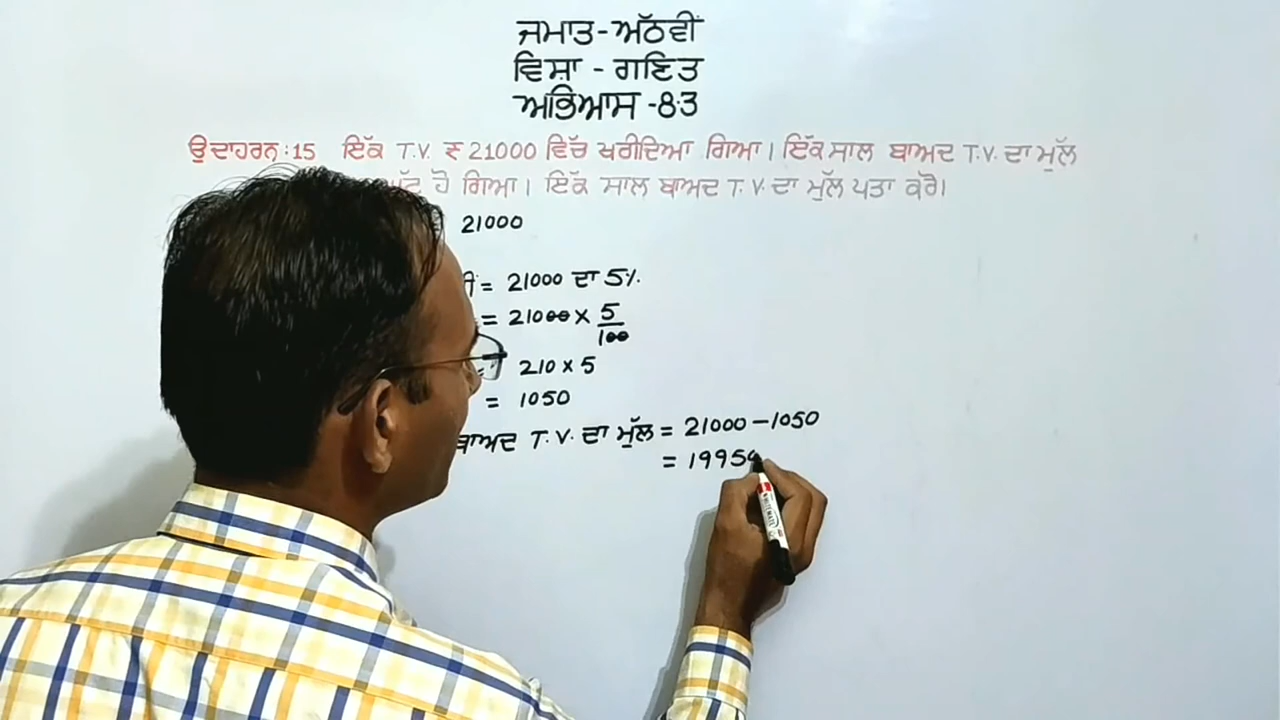 ਜਮਾਤ - ਅੱਠਵੀਂ
ਵਿਸ਼ਾ - ਗਣਿਤ
ਅਭਿਆਸ -8.3
ਉਦਾਹਰਨ : 15 ਇੱਕ T.V. ₹ 21000 ਵਿੱਚ ਖਰੀਦਿਆ ਗਿਆ। ਇੱਕ ਸਾਲ ਬਾਅਦ T.V. ਦਾ ਮੁੱਲ
ਹੋ ਗਿਆ। ਇੱਕ ਸਾਲ ਬਾਅਦ T.V. ਦਾ ਮੁੱਲ ਪਤਾ ਕਰੋ।
21000
= 21000 ਦਾ 5%
= 21000 × 5/100
= 210 × 5
= 1050
ਬਾਅਦ T.V. ਦਾ ਮੁੱਲ = 21000 - 1050
= 19950